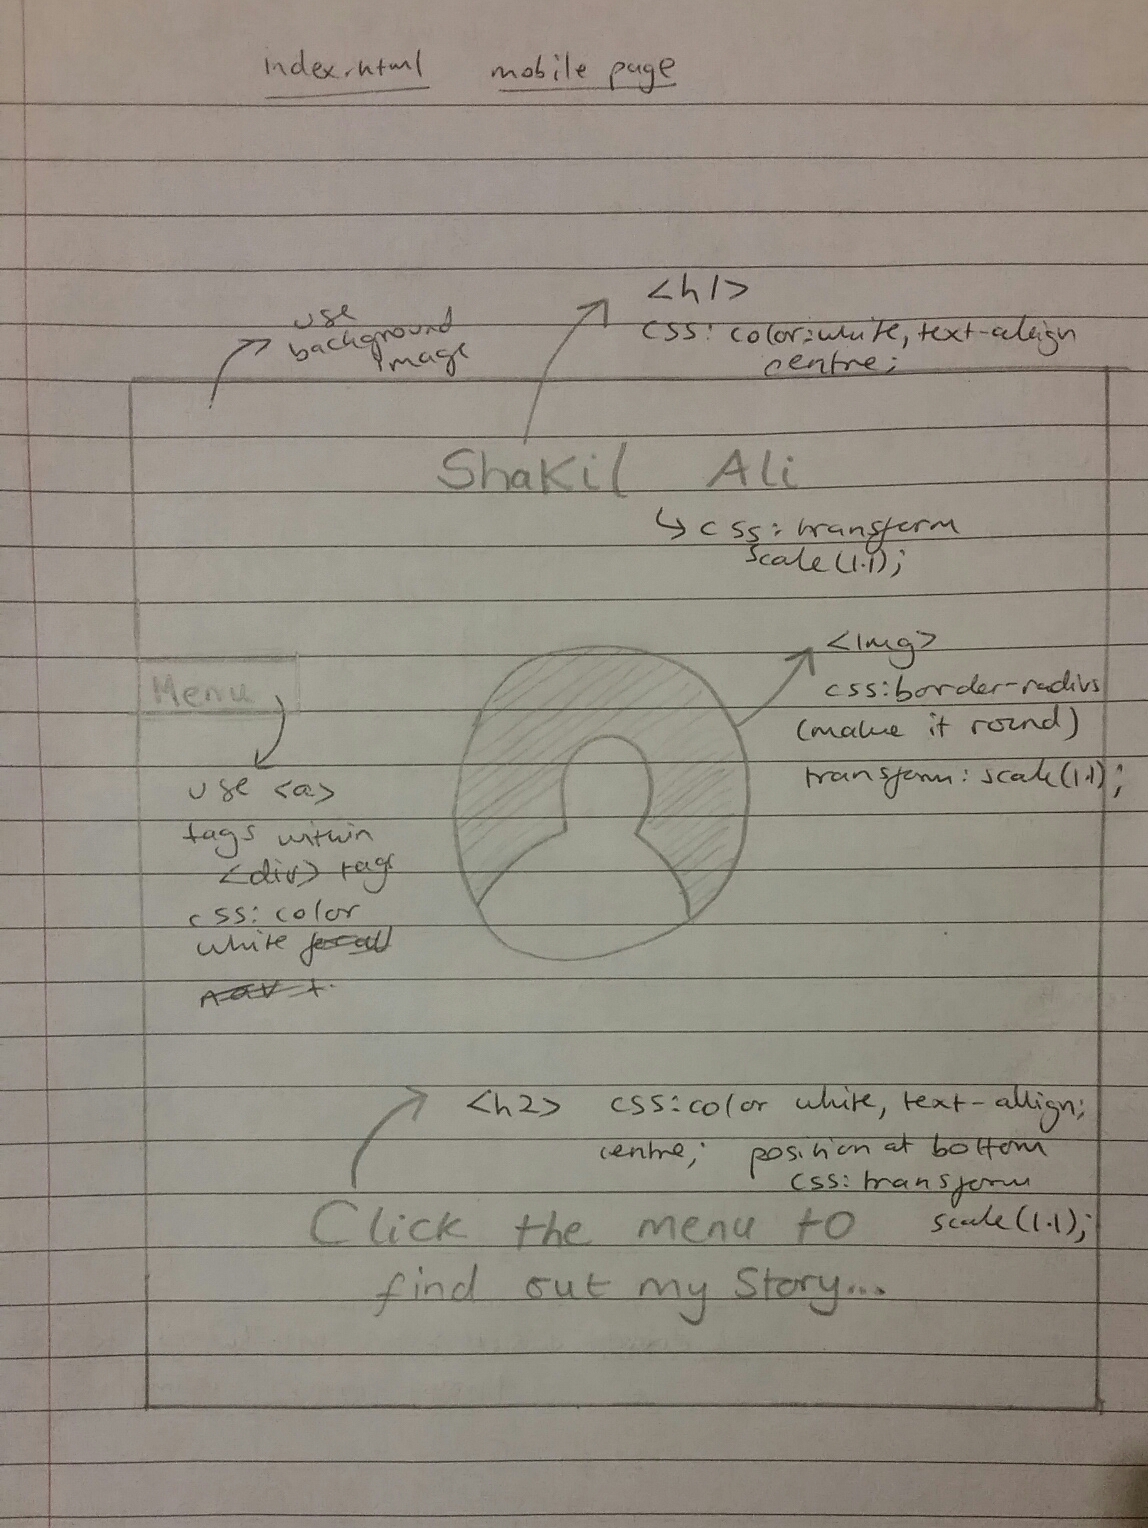 index.html mobile page
use
background
image
<h1>
css: color:white, text-align
centre;
Shakil Ali
↳ css: transform
scale(1.1);
<img>
css:border-radius
(make it round)
transform: scale(1.1);
Menu
use <a>
tags within
<div> tags
css: color
white
<h2> css:color white, text-allign;
centre; position at bottom
css: transform
scale(1.1);
Click the menu to
find out my Story...